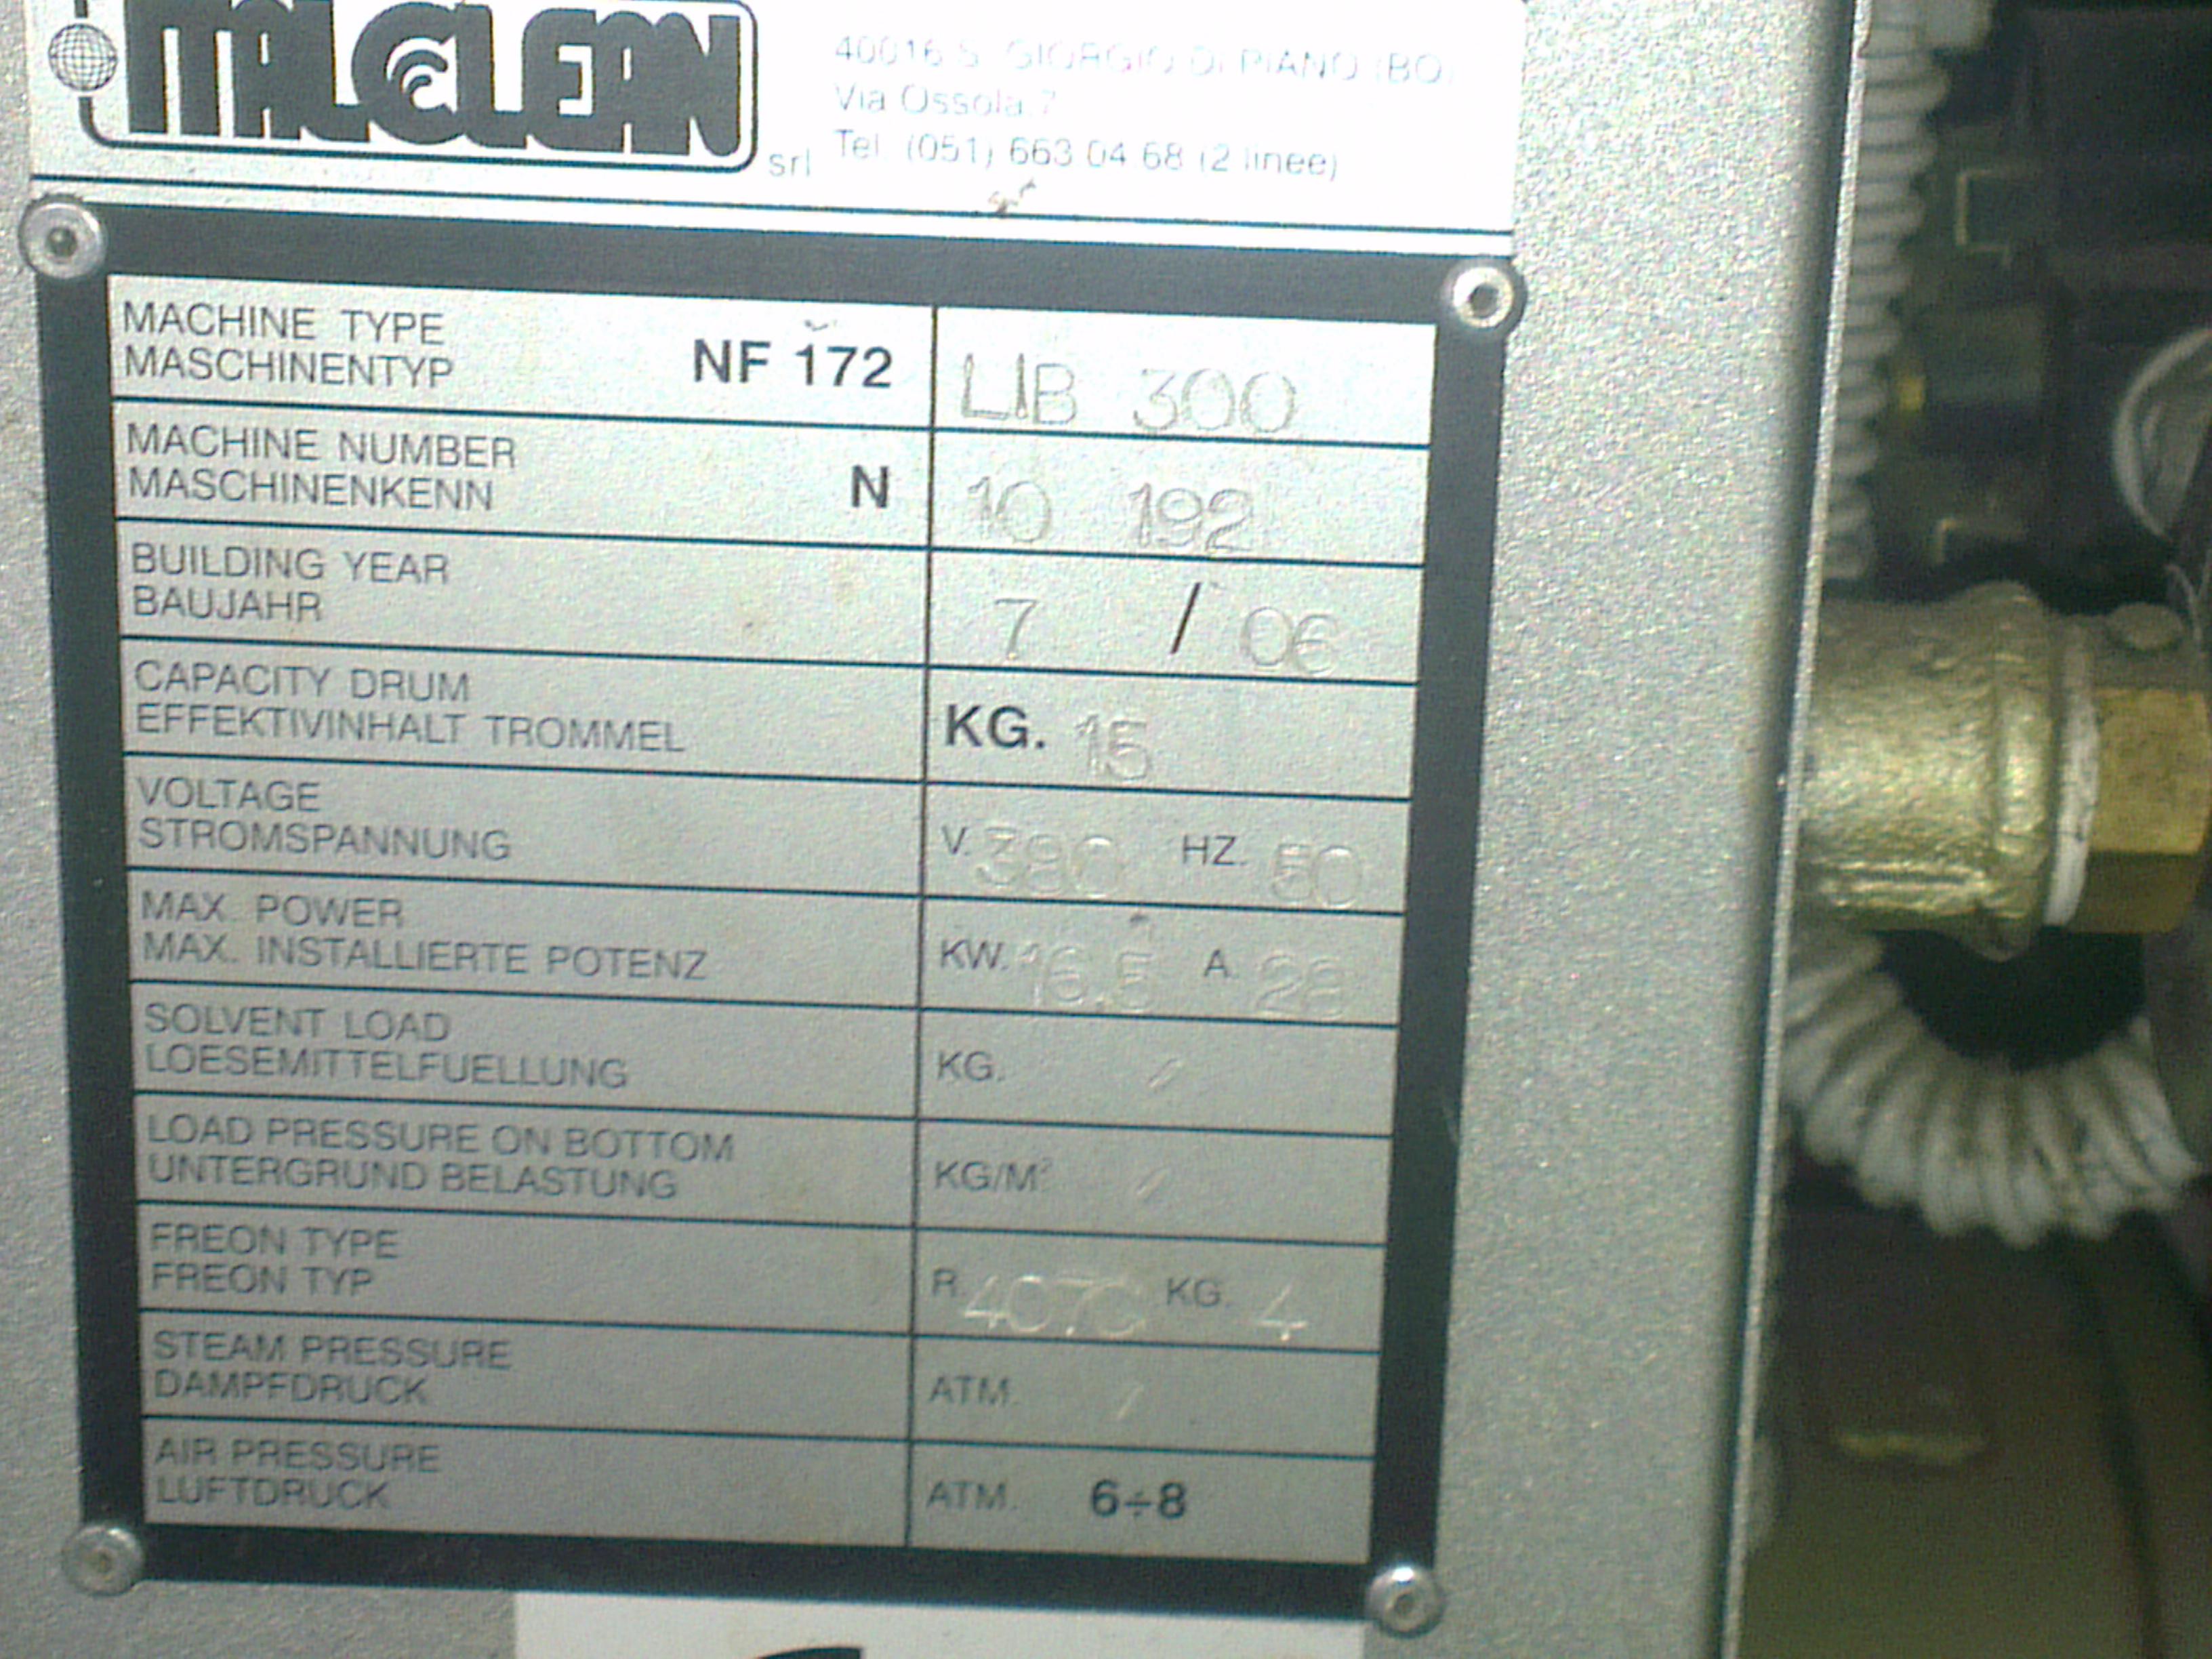 ITALCLEAN srl
40016 S. GIORGIO DI PIANO (BO)
Via Ossola 7
Tel. (051) 663 04 68 (2 linee)
MACHINE TYPE
MASCHINENTYP NF 172 LIB 300
MACHINE NUMBER
MASCHINENKENN N 10 192
BUILDING YEAR
BAUJAHR 7 / 06
CAPACITY DRUM
EFFEKTIVINHALT TROMMEL KG. 15
VOLTAGE
STROMSPANNUNG V. 380 HZ. 50
MAX. POWER
MAX. INSTALLIERTE POTENZ KW. 16.5 A. 28
SOLVENT LOAD
LOESEMITTELFUELLUNG KG. /
LOAD PRESSURE ON BOTTOM
UNTERGRUND BELASTUNG KG/M² /
FREON TYPE
FREON TYP R. 407C KG. 4
STEAM PRESSURE
DAMPFDRUCK ATM. /
AIR PRESSURE
LUFTDRUCK ATM. 6÷8